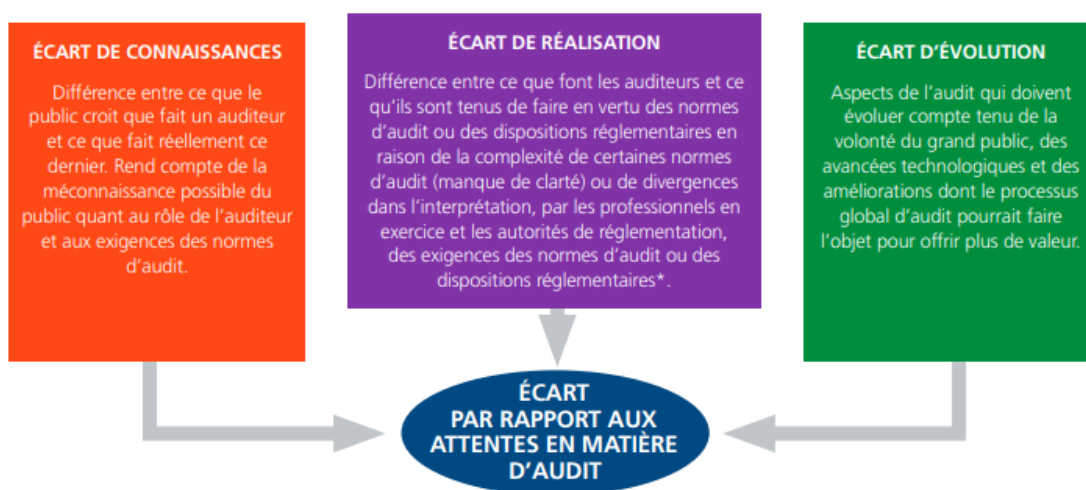 ÉCART DE CONNAISSANCES
Différence entre ce que le
public croit que fait un auditeur
et ce que fait réellement ce
dernier. Rend compte de la
méconnaissance possible du
public quant au rôle de l'auditeur
et aux exigences des normes
d'audit.
ÉCART DE RÉALISATION
Différence entre ce que font les auditeurs et ce
qu'ils sont tenus de faire en vertu des normes
d'audit ou des dispositions réglementaires en
raison de la complexité de certaines normes
d'audit (manque de clarté) ou de divergences
dans l'interprétation, par les professionnels en
exercice et les autorités de réglementation,
des exigences des normes d'audit ou des
dispositions réglementaires*.
ÉCART D'ÉVOLUTION
Aspects de l'audit qui doivent
évoluer compte tenu de la
volonté du grand public, des
avancées technologiques et des
améliorations dont le processus
global d'audit pourrait faire
l'objet pour offrir plus de valeur.
ÉCART
PAR RAPPORT AUX
ATTENTES EN MATIÈRE
D'AUDIT